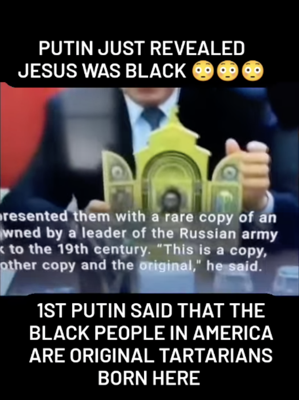 PUTIN JUST REVEALED
JESUS WAS BLACK 😳😳😳
resented them with a rare copy of an
wned by a leader of the Russian army
to the 19th century. "This is a copy,
other copy and the original," he said.
1ST PUTIN SAID THAT THE
BLACK PEOPLE IN AMERICA
ARE ORIGINAL TARTARIANS
BORN HERE